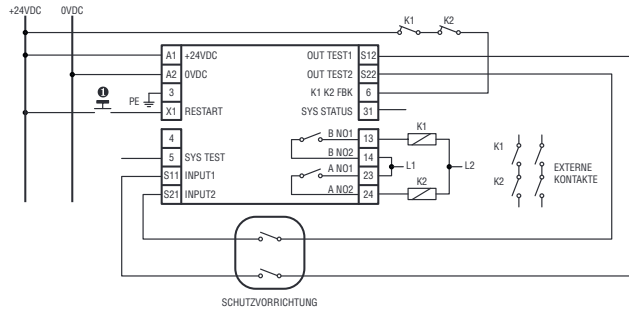 +24VDC 0VDC
K1 K2
A1 +24VDC OUT TEST1 S12
A2 0VDC OUT TEST2 S22
3 K1 K2 FBK 6
❶ PE
X1 RESTART SYS STATUS 31
4 B NO1 13 K1
5 SYS TEST B NO2 14 L1 L2
S11 INPUT1 A NO1 23
S21 INPUT2 A NO2 24 K2
K1
K2
EXTERNE
KONTAKTE
SCHUTZVORRICHTUNG